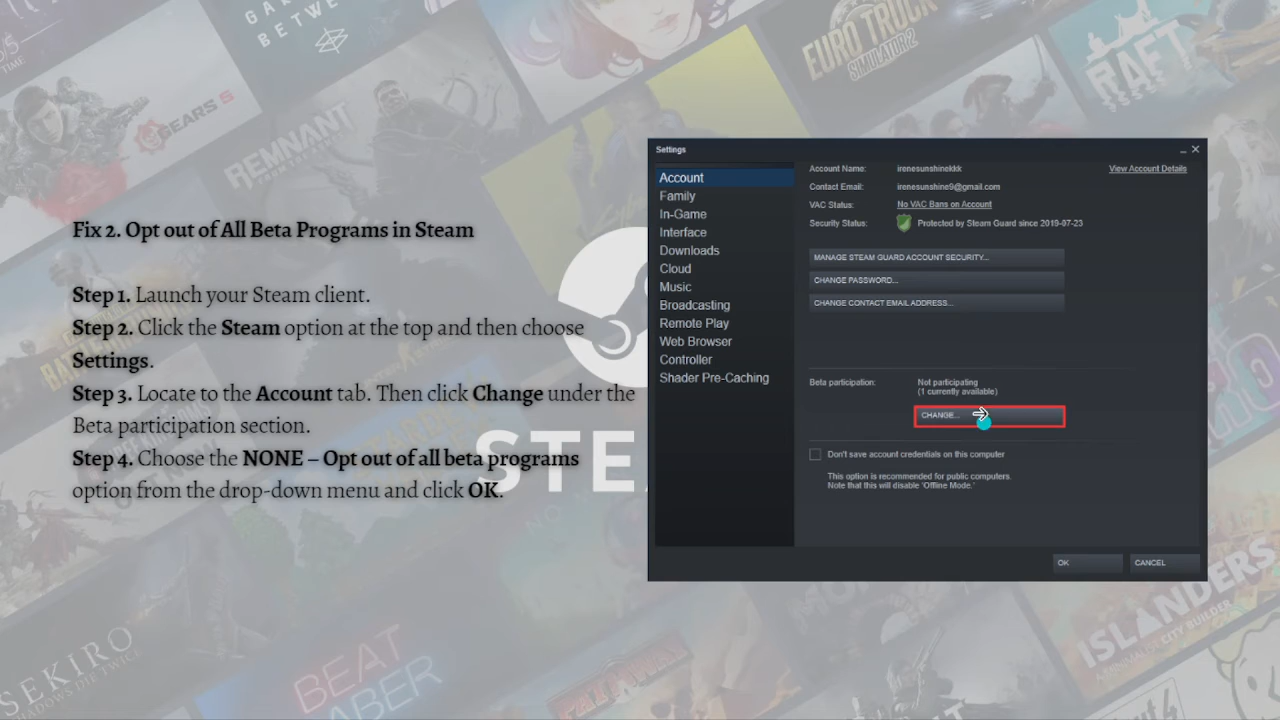 GA
BETWE
TIME
GEARS 5
REMNANT
EURO TRUCK
SIMULATOR 2
RAFT
Fix 2. Opt out of All Beta Programs in Steam
Step 1. Launch your Steam client.
Step 2. Click the Steam option at the top and then choose
Settings.
Step 3. Locate to the Account tab. Then click Change under the
Beta participation section.
Step 4. Choose the NONE – Opt out of all beta programs
option from the drop-down menu and click OK.
STE
Settings
Account
Family
In-Game
Interface
Downloads
Cloud
Music
Broadcasting
Remote Play
Web Browser
Controller
Shader Pre-Caching
Account Name: irenesunshinekkk View Account Details
Contact Email: irenesunshine9@gmail.com
VAC Status: No VAC Bans on Account
Security Status: Protected by Steam Guard since 2019-07-23
MANAGE STEAM GUARD ACCOUNT SECURITY...
CHANGE PASSWORD...
CHANGE CONTACT EMAIL ADDRESS...
Beta participation: Not participating
(1 currently available)
CHANGE...
Don't save account credentials on this computer
This option is recommended for public computers.
Note that this will disable 'Offline Mode.'
OK CANCEL
SEKIRO
SHADOWS DIE TWICE
BEAT
ABER
ISLANDERS
CITY BUILDER